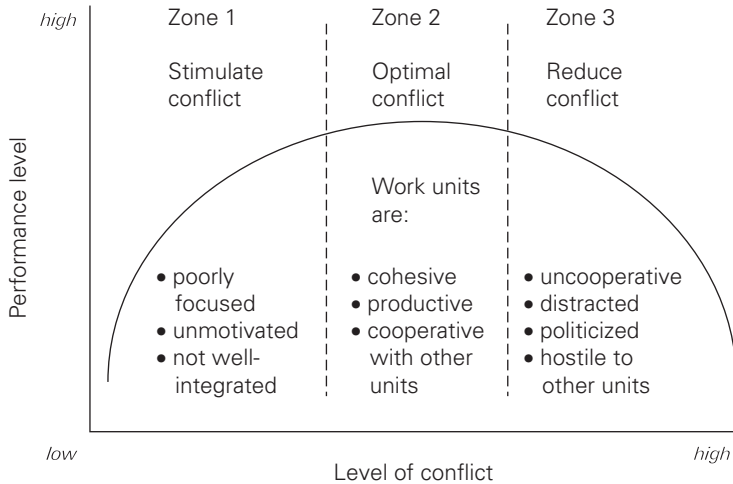 high
Zone 1
Zone 2
Zone 3
Stimulate
conflict
Optimal
conflict
Reduce
conflict
Performance level
Work units
are:
• poorly
focused
• unmotivated
• not well-
integrated
• cohesive
• productive
• cooperative
with other
units
• uncooperative
• distracted
• politicized
• hostile to
other units
low
high
Level of conflict